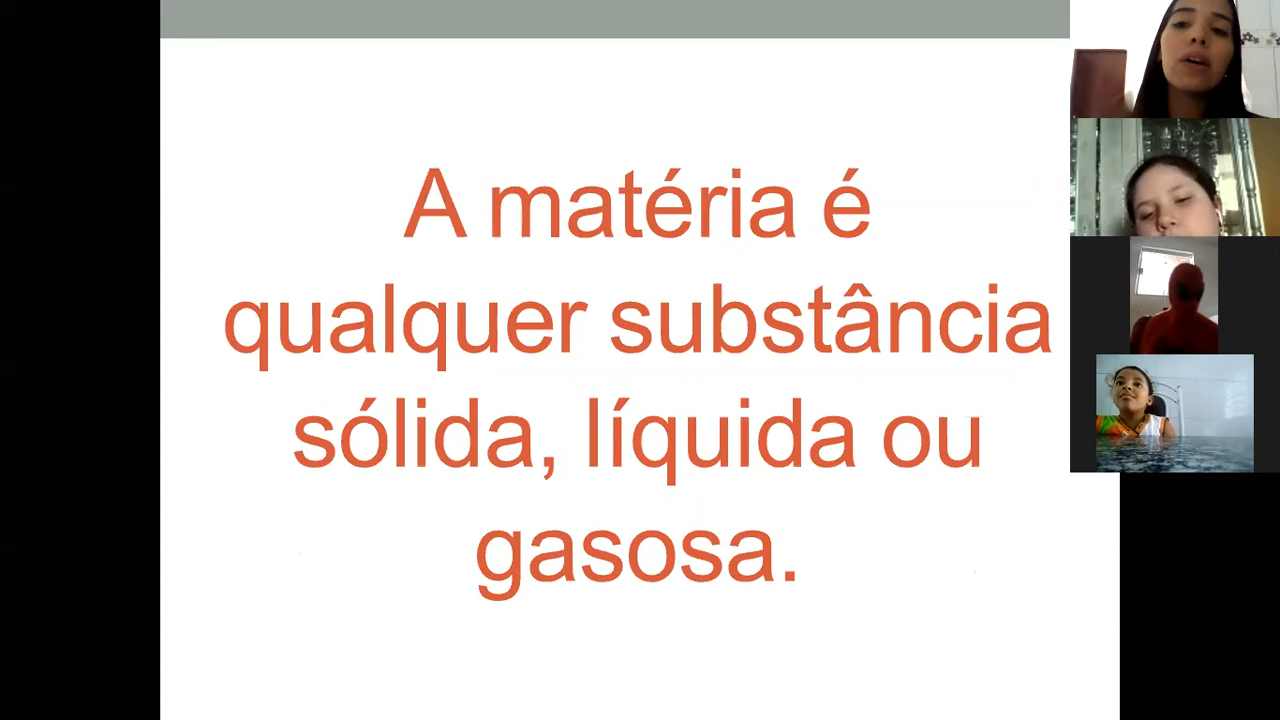 A matéria é
qualquer substância
sólida, líquida ou
gasosa.